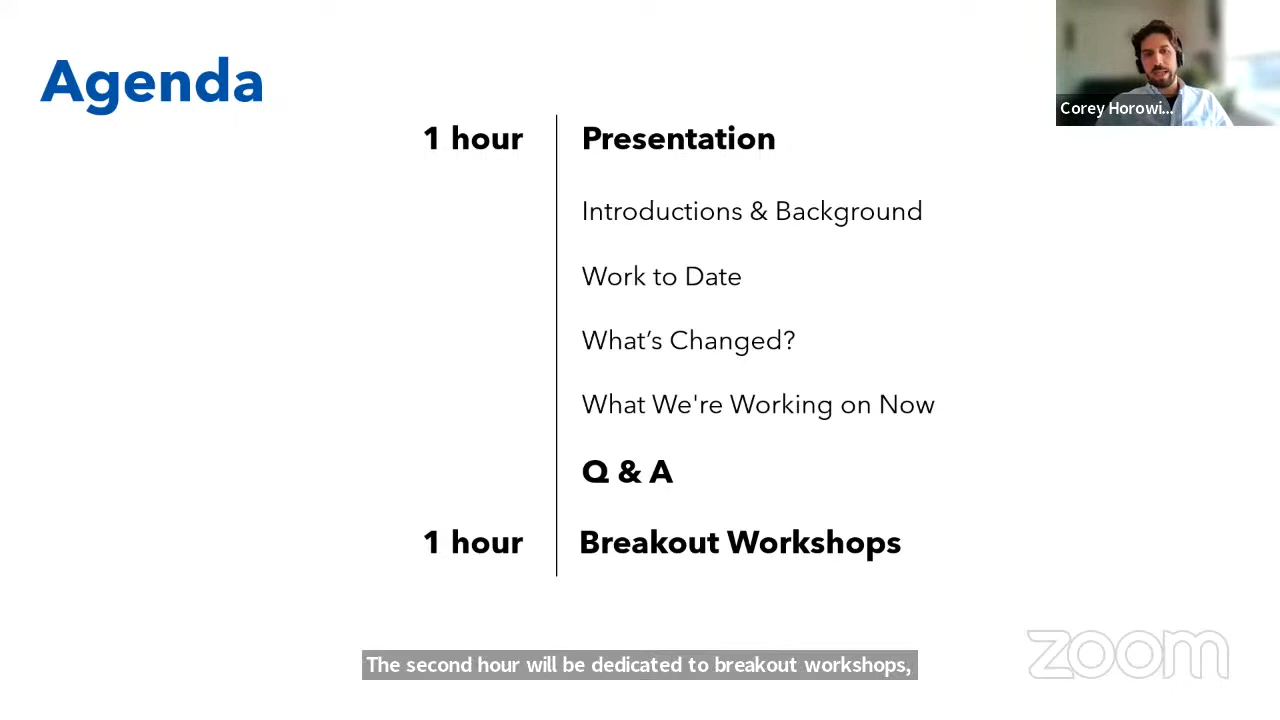 Agenda
Corey Horowi...
1 hour
Presentation
Introductions & Background
Work to Date
What’s Changed?
What We're Working on Now
Q & A
1 hour
Breakout Workshops
The second hour will be dedicated to breakout workshops,
zoom